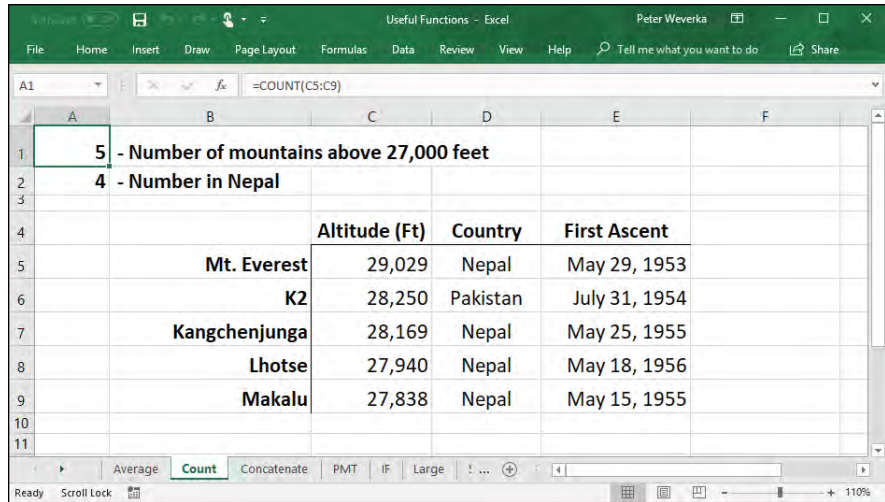 Useful Functions - Excel Peter Weverka
File Home Insert Draw Page Layout Formulas Data Review View Help Tell me what you want to do Share
A1 fx =COUNT(C5:C9)
A B C D E F
1 5 - Number of mountains above 27,000 feet
2 4 - Number in Nepal
3
4 Altitude (Ft) Country First Ascent
5 Mt. Everest 29,029 Nepal May 29, 1953
6 K2 28,250 Pakistan July 31, 1954
7 Kangchenjunga 28,169 Nepal May 25, 1955
8 Lhotse 27,940 Nepal May 18, 1956
9 Makalu 27,838 Nepal May 15, 1955
10
11
Average Count Concatenate PMT IF Large ...
Ready Scroll Lock 110%